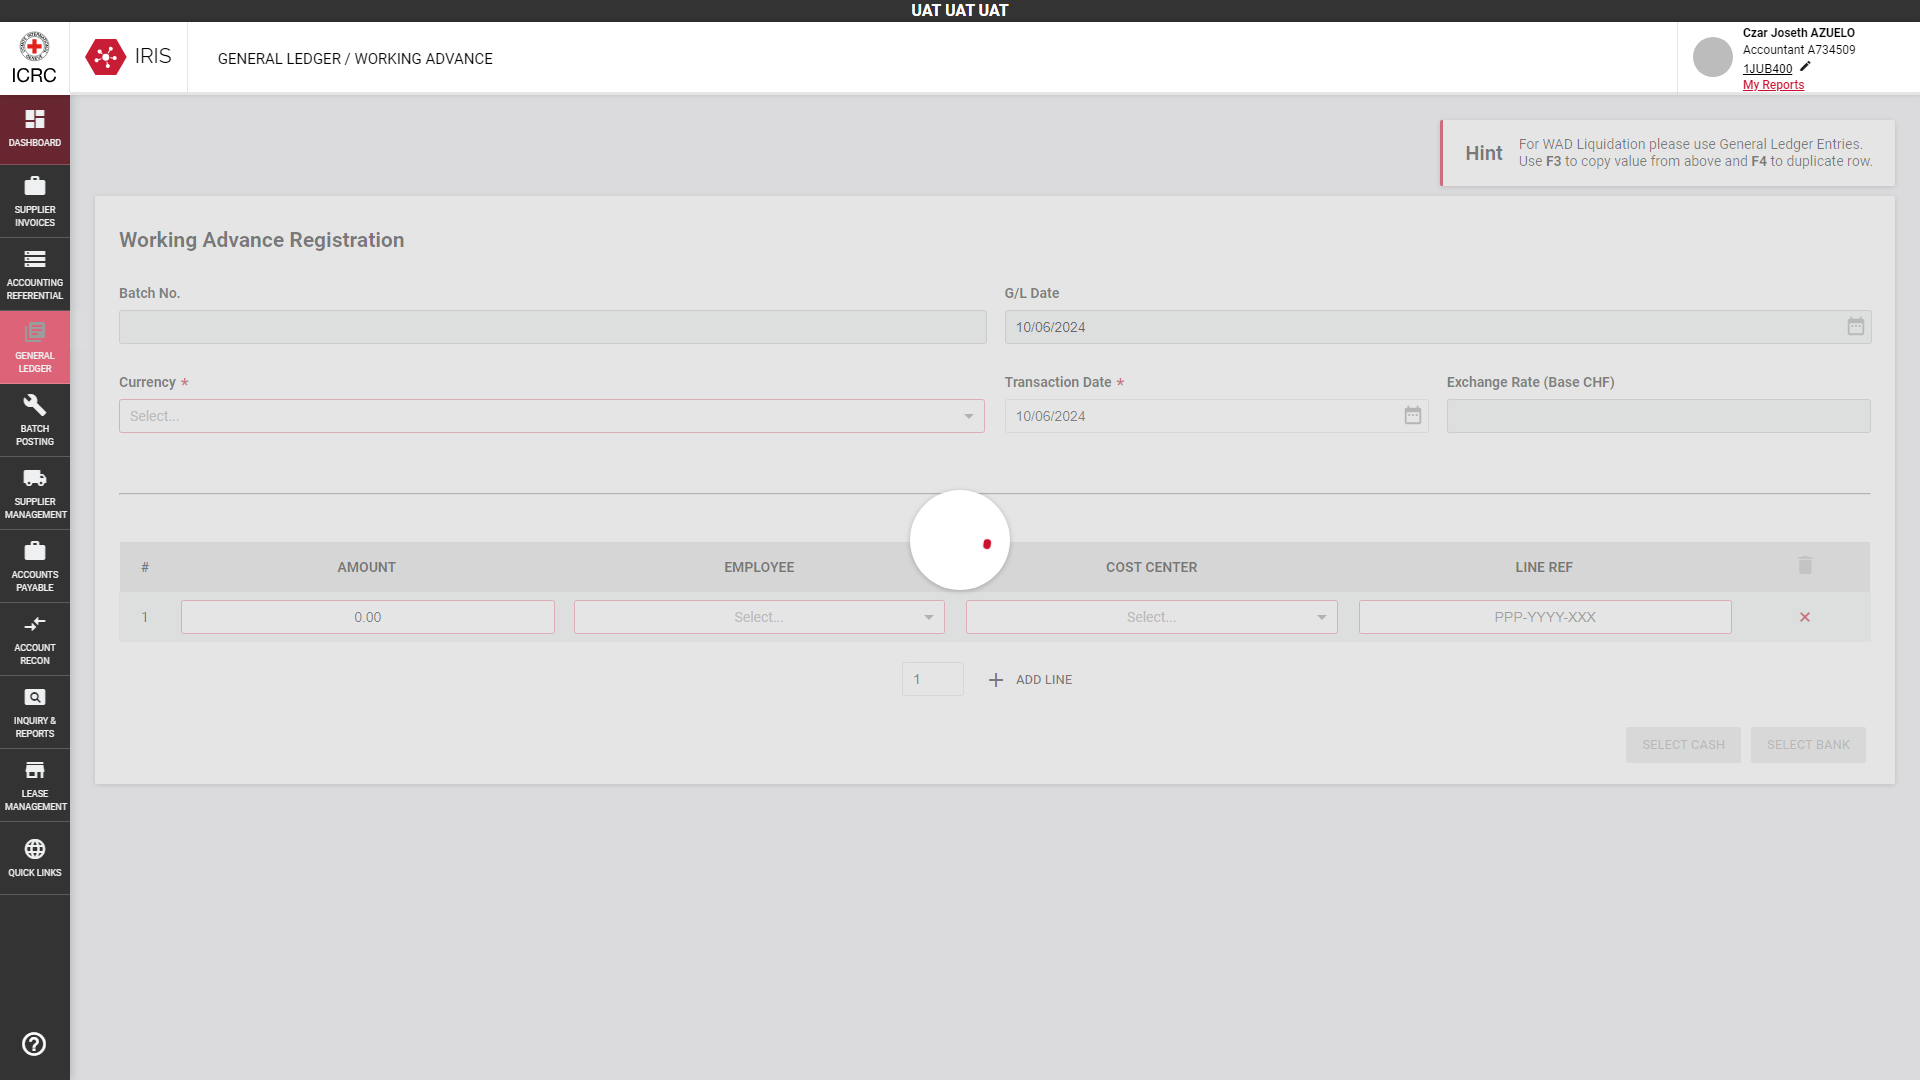 UAT UAT UAT
ICRC
IRIS
GENERAL LEDGER / WORKING ADVANCE
Czar Joseth AZUELO
Accountant A734509
1JUB400
My Reports
DASHBOARD
SUPPLIER
INVOICES
ACCOUNTING
REFERENTIAL
GENERAL
LEDGER
BATCH
POSTING
SUPPLIER
MANAGEMENT
ACCOUNTS
PAYABLE
ACCOUNT
RECON
INQUIRY &
REPORTS
LEASE
MANAGEMENT
QUICK LINKS
Hint
For WAD Liquidation please use General Ledger Entries.
Use F3 to copy value from above and F4 to duplicate row.
Working Advance Registration
Batch No.
G/L Date
10/06/2024
Currency *
Transaction Date *
Exchange Rate (Base CHF)
Select...
10/06/2024
# AMOUNT EMPLOYEE COST CENTER LINE REF
1 0.00 Select... Select... PPP-YYYY-XXX
1 ADD LINE
SELECT CASH SELECT BANK